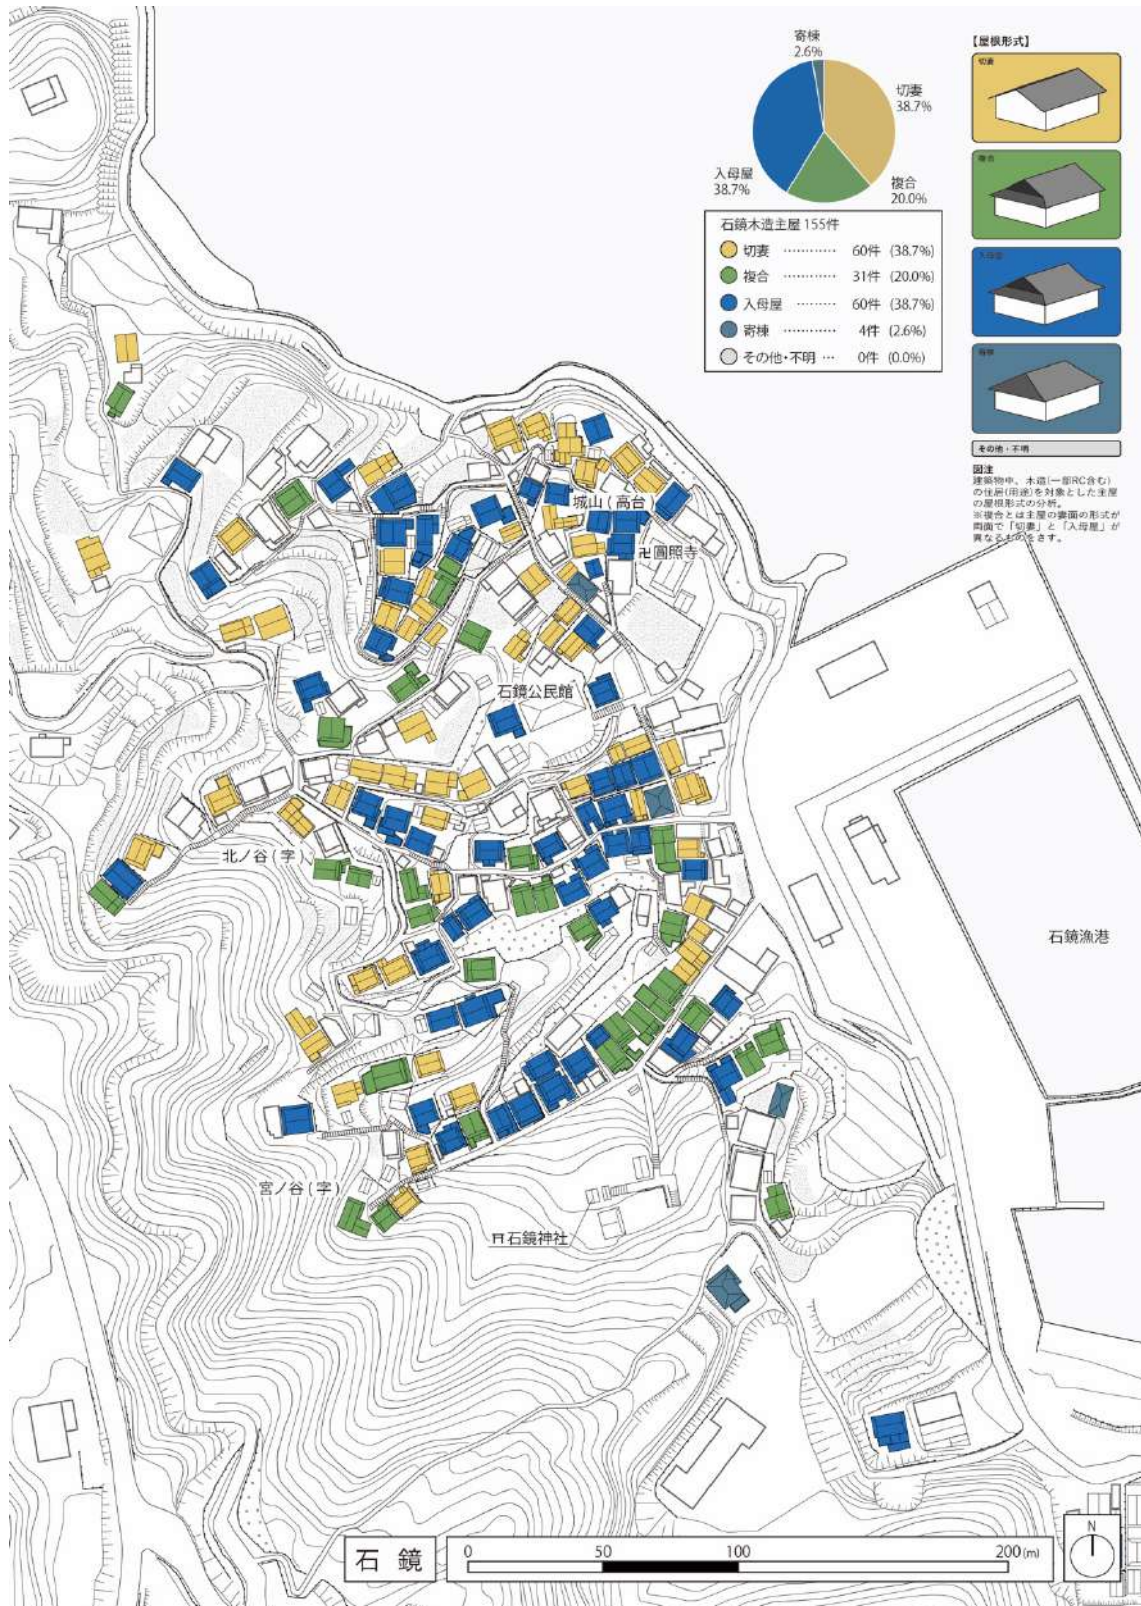 寄棟
2.6%
切妻
38.7%
入母屋
38.7%
複合
20.0%
石鏡木造主屋 155件
切妻 ………… 60件 (38.7%)
複合 ………… 31件 (20.0%)
入母屋 ……… 60件 (38.7%)
寄棟 ………… 4件 (2.6%)
その他・不明 … 0件 (0.0%)
【屋根形式】
切妻
複合
入母屋
寄棟
その他・不明
図注
建築物中、木造(一部RC含む)
の住居(用途)を対象とした主屋
の屋根形式の分析。
※複合とは主屋の妻面の形式が
両面で「切妻」と「入母屋」が
異なるものをさす。
城山(高台)
卍圓照寺
石鏡公民館
北ノ谷(字)
石鏡漁港
宮ノ谷(字)
石鏡神社
石鏡
0 50 100 200(m)
N